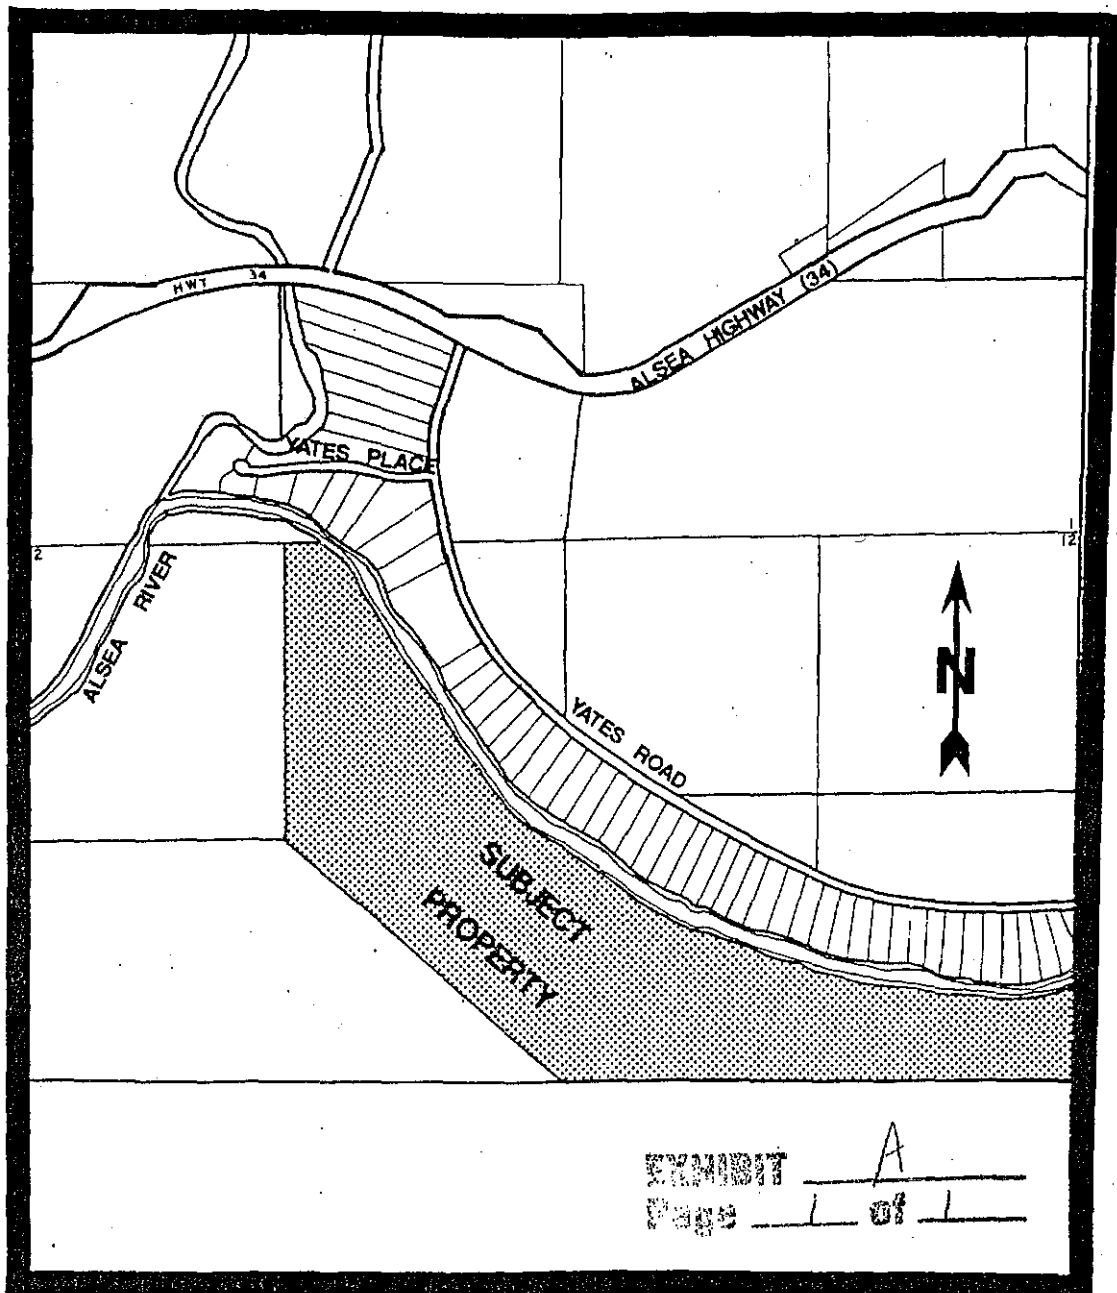 HWY 34
ALSEA HIGHWAY (34)
YATES PLACE
1
12
2
ALSEA RIVER
N
YATES ROAD
SUBJECT
PROPERTY
EXHIBIT A
Page 1 of 1